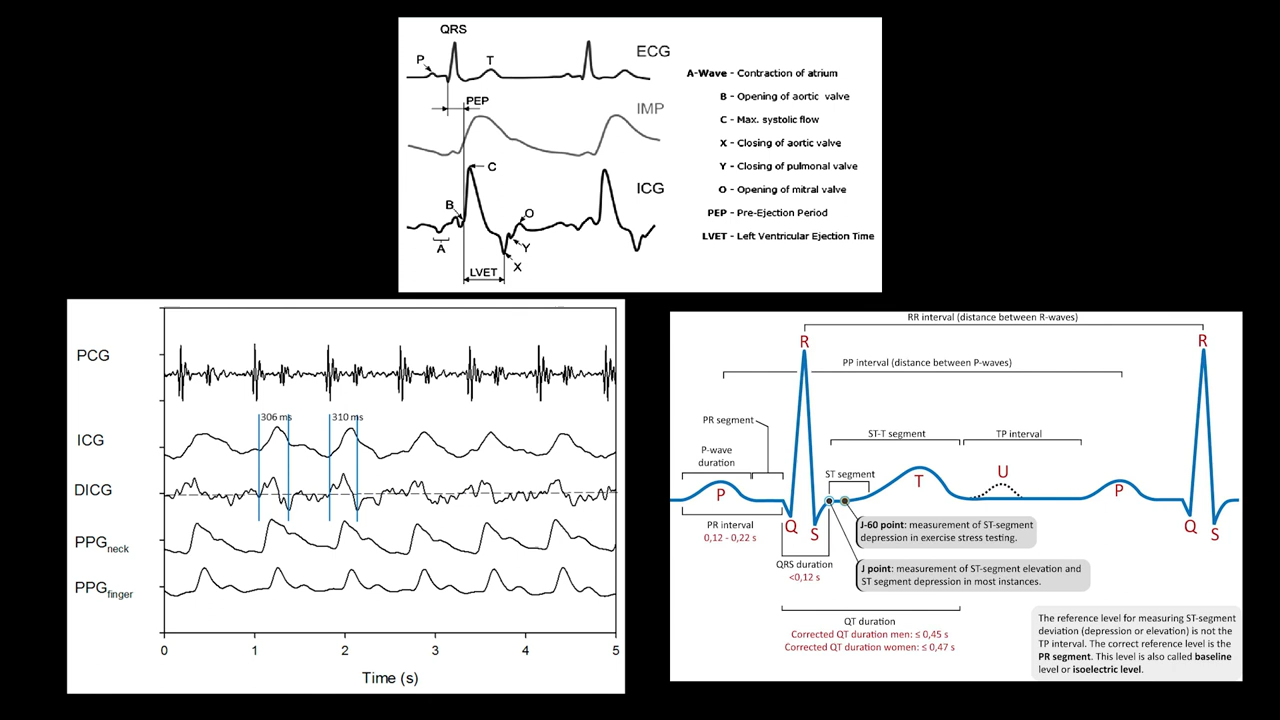 QRS
ECG
P
T
PEP
IMP
C
ICG
B
O
A
Y
X
LVET
A-Wave - Contraction of atrium
B - Opening of aortic valve
C - Max. systolic flow
X - Closing of aortic valve
Y - Closing of pulmonal valve
O - Opening of mitral valve
PEP - Pre-Ejection Period
LVET - Left Ventricular Ejection Time
PCG
306 ms
310 ms
ICG
DICG
PPGneck
PPGfinger
0 1 2 3 4 5
Time (s)
RR interval (distance between R-waves)
R
R
PP interval (distance between P-waves)
PR segment
ST-T segment
TP interval
P-wave
duration
ST segment
P
T
U
P
PR interval
0,12 - 0,22 s
Q
S
Q
S
J-60 point: measurement of ST-segment
depression in exercise stress testing.
QRS duration
<0,12 s
J point: measurement of ST-segment elevation and
ST segment depression in most instances.
QT duration
Corrected QT duration men: ≤ 0,45 s
Corrected QT duration women: ≤ 0,47 s
The reference level for measuring ST-segment
deviation (depression or elevation) is not the
TP interval. The correct reference level is the
PR segment. This level is also called baseline
level or isoelectric level.